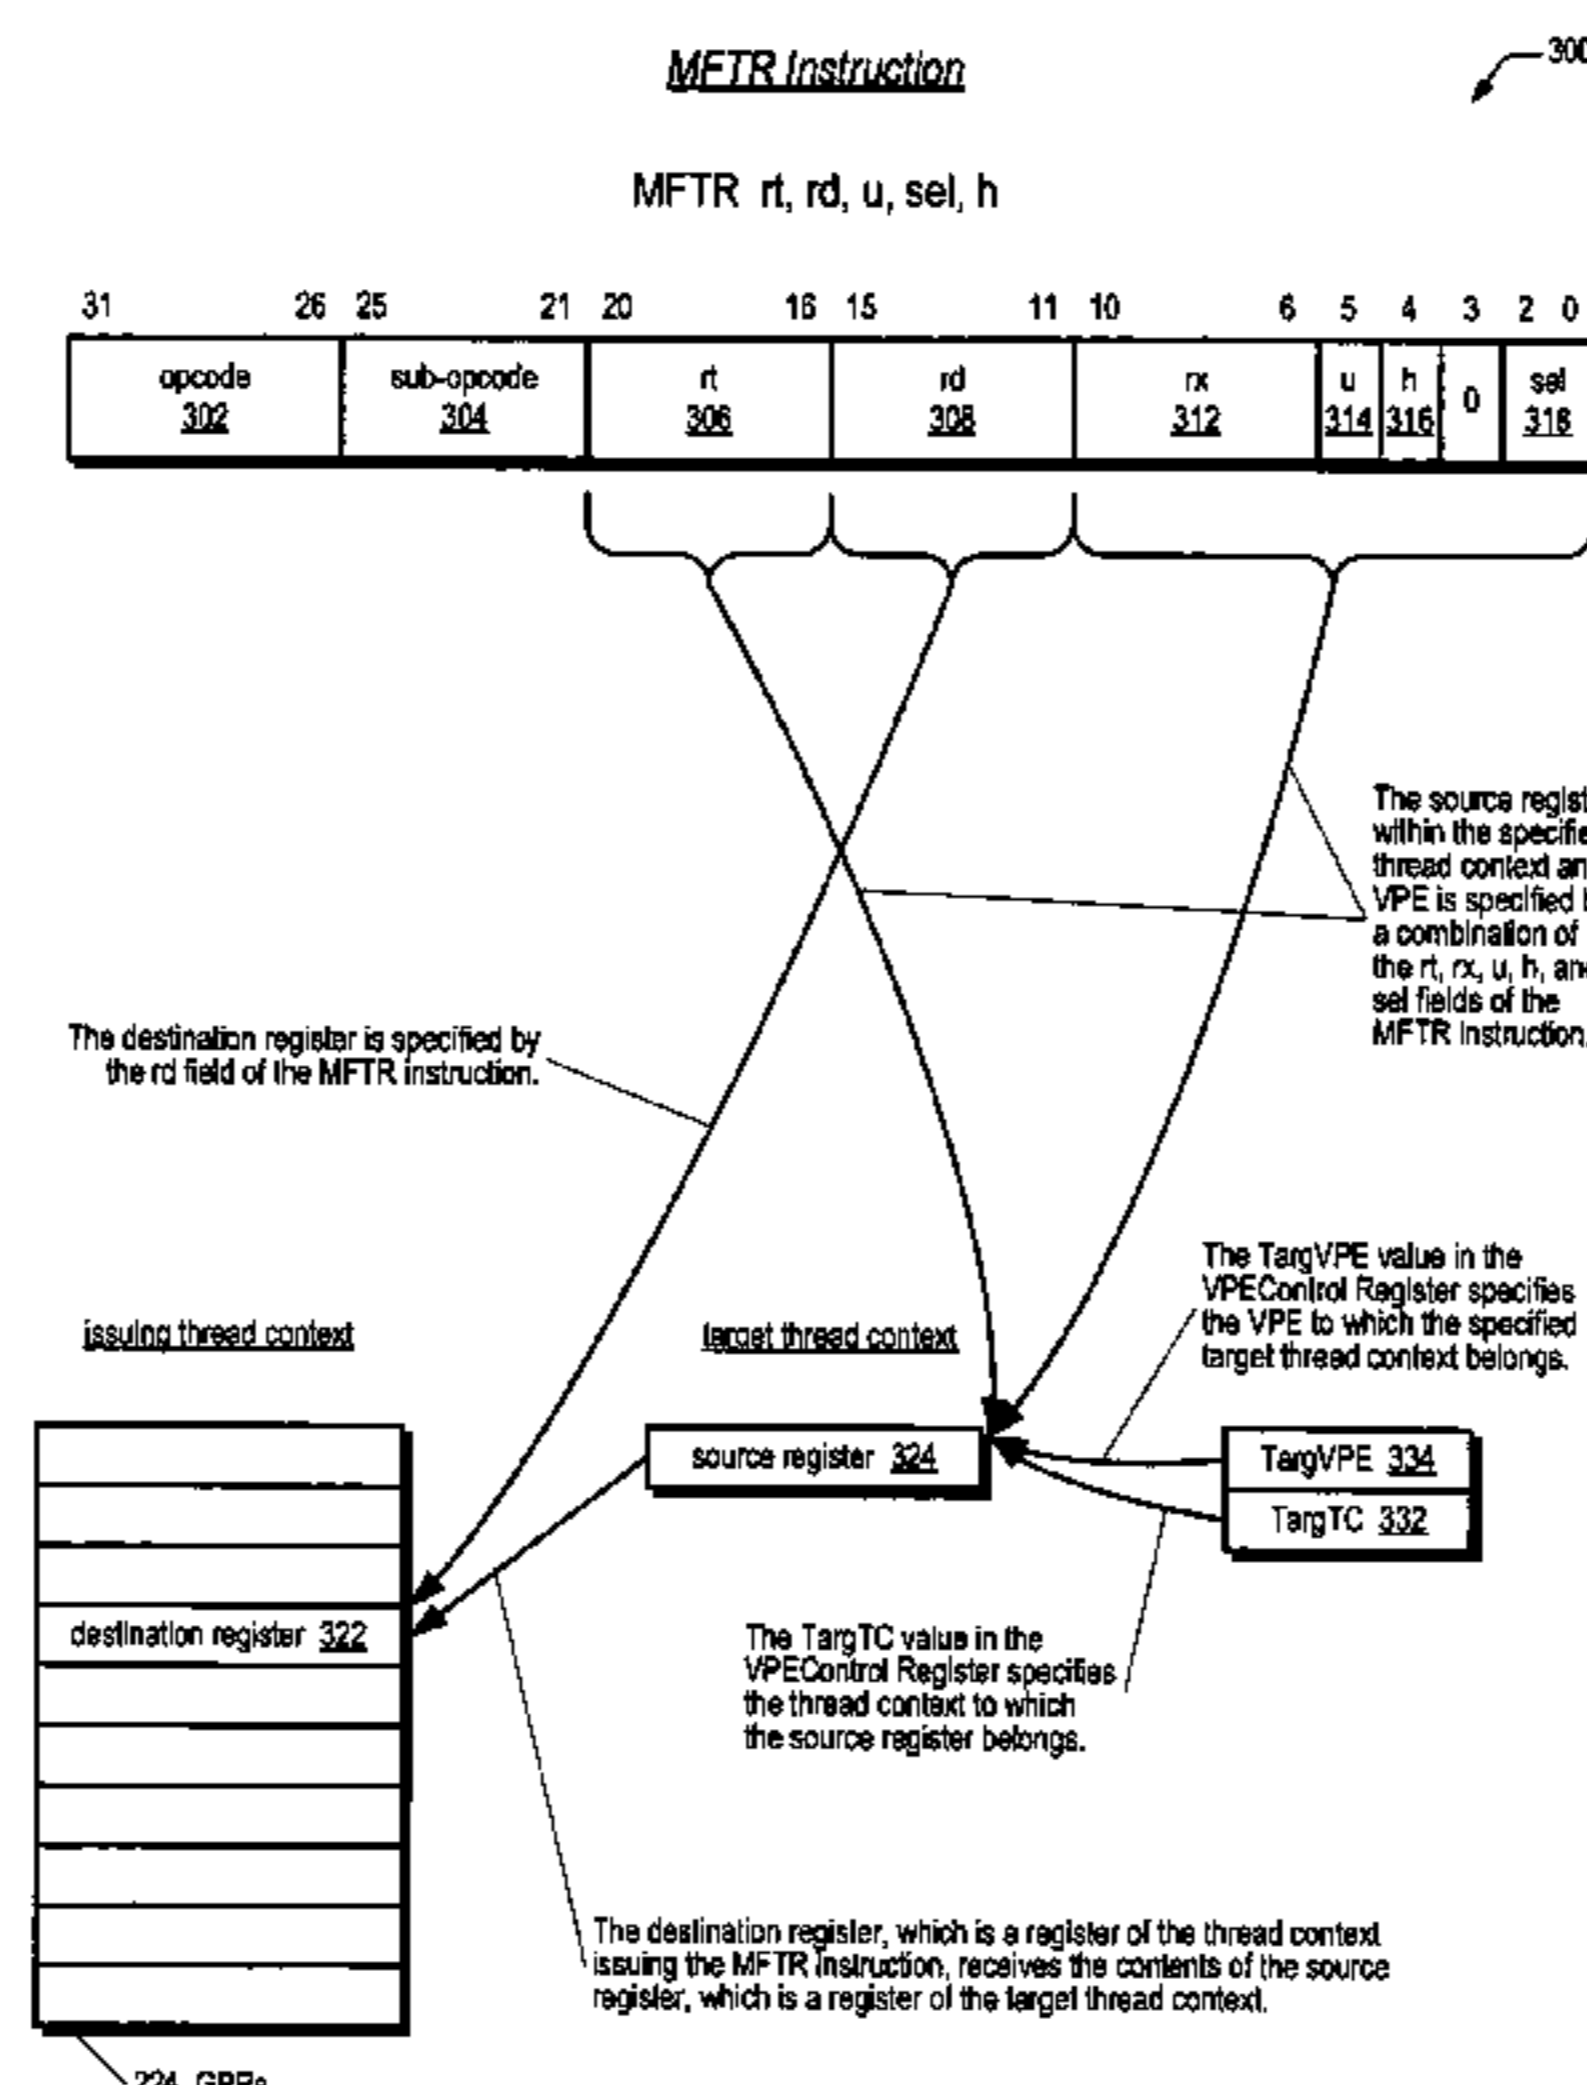 MFTR Instruction
300
MFTR rt, rd, u, sel, h
31 26 25 21 20 16 15 11 10 6 5 4 3 2 0
opcode sub-opcode rt rd rx u h 0 sel
302 304 306 308 312 314 316 318
The source regist
within the specifie
thread context an
VPE is specified b
a combination of
the rt, rx, u, h, and
sel fields of the
MFTR Instruction.
The destination register is specified by
the rd field of the MFTR instruction.
The TargVPE value in the
VPEControl Register specifies
the VPE to which the specified
target thread context belongs.
issuing thread context
target thread context
source register 324
TargVPE 334
TargTC 332
destination register 322
The TargTC value in the
VPEControl Register specifies
the thread context to which
the source register belongs.
The destination register, which is a register of the thread context
issuing the MFTR Instruction, receives the contents of the source
register, which is a register of the target thread context.
224 GPRs